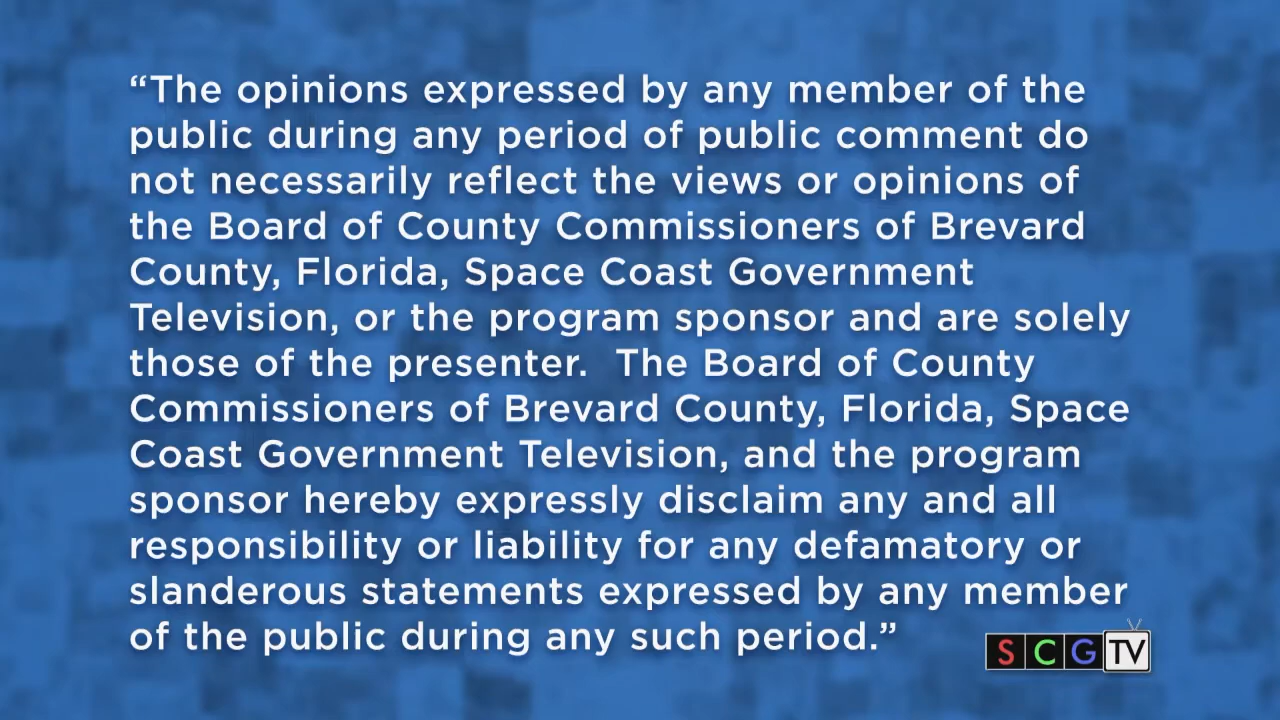 “The opinions expressed by any member of the
public during any period of public comment do
not necessarily reflect the views or opinions of
the Board of County Commissioners of Brevard
County, Florida, Space Coast Government
Television, or the program sponsor and are solely
those of the presenter.  The Board of County
Commissioners of Brevard County, Florida, Space
Coast Government Television, and the program
sponsor hereby expressly disclaim any and all
responsibility or liability for any defamatory or
slanderous statements expressed by any member
of the public during any such period.”
SCGTV